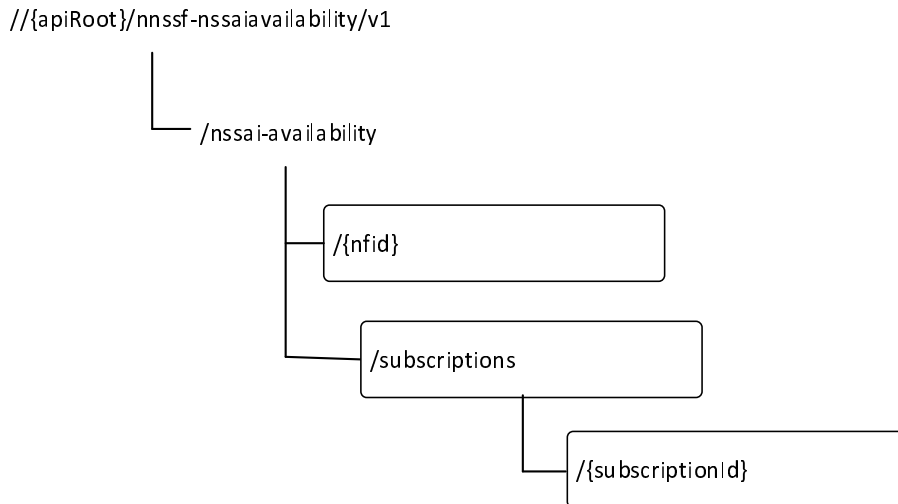 //{apiRoot}/nnssf-nssaiavailability/v1
/nssai-availability
/{nfid}
/subscriptions
/{subscriptionId}